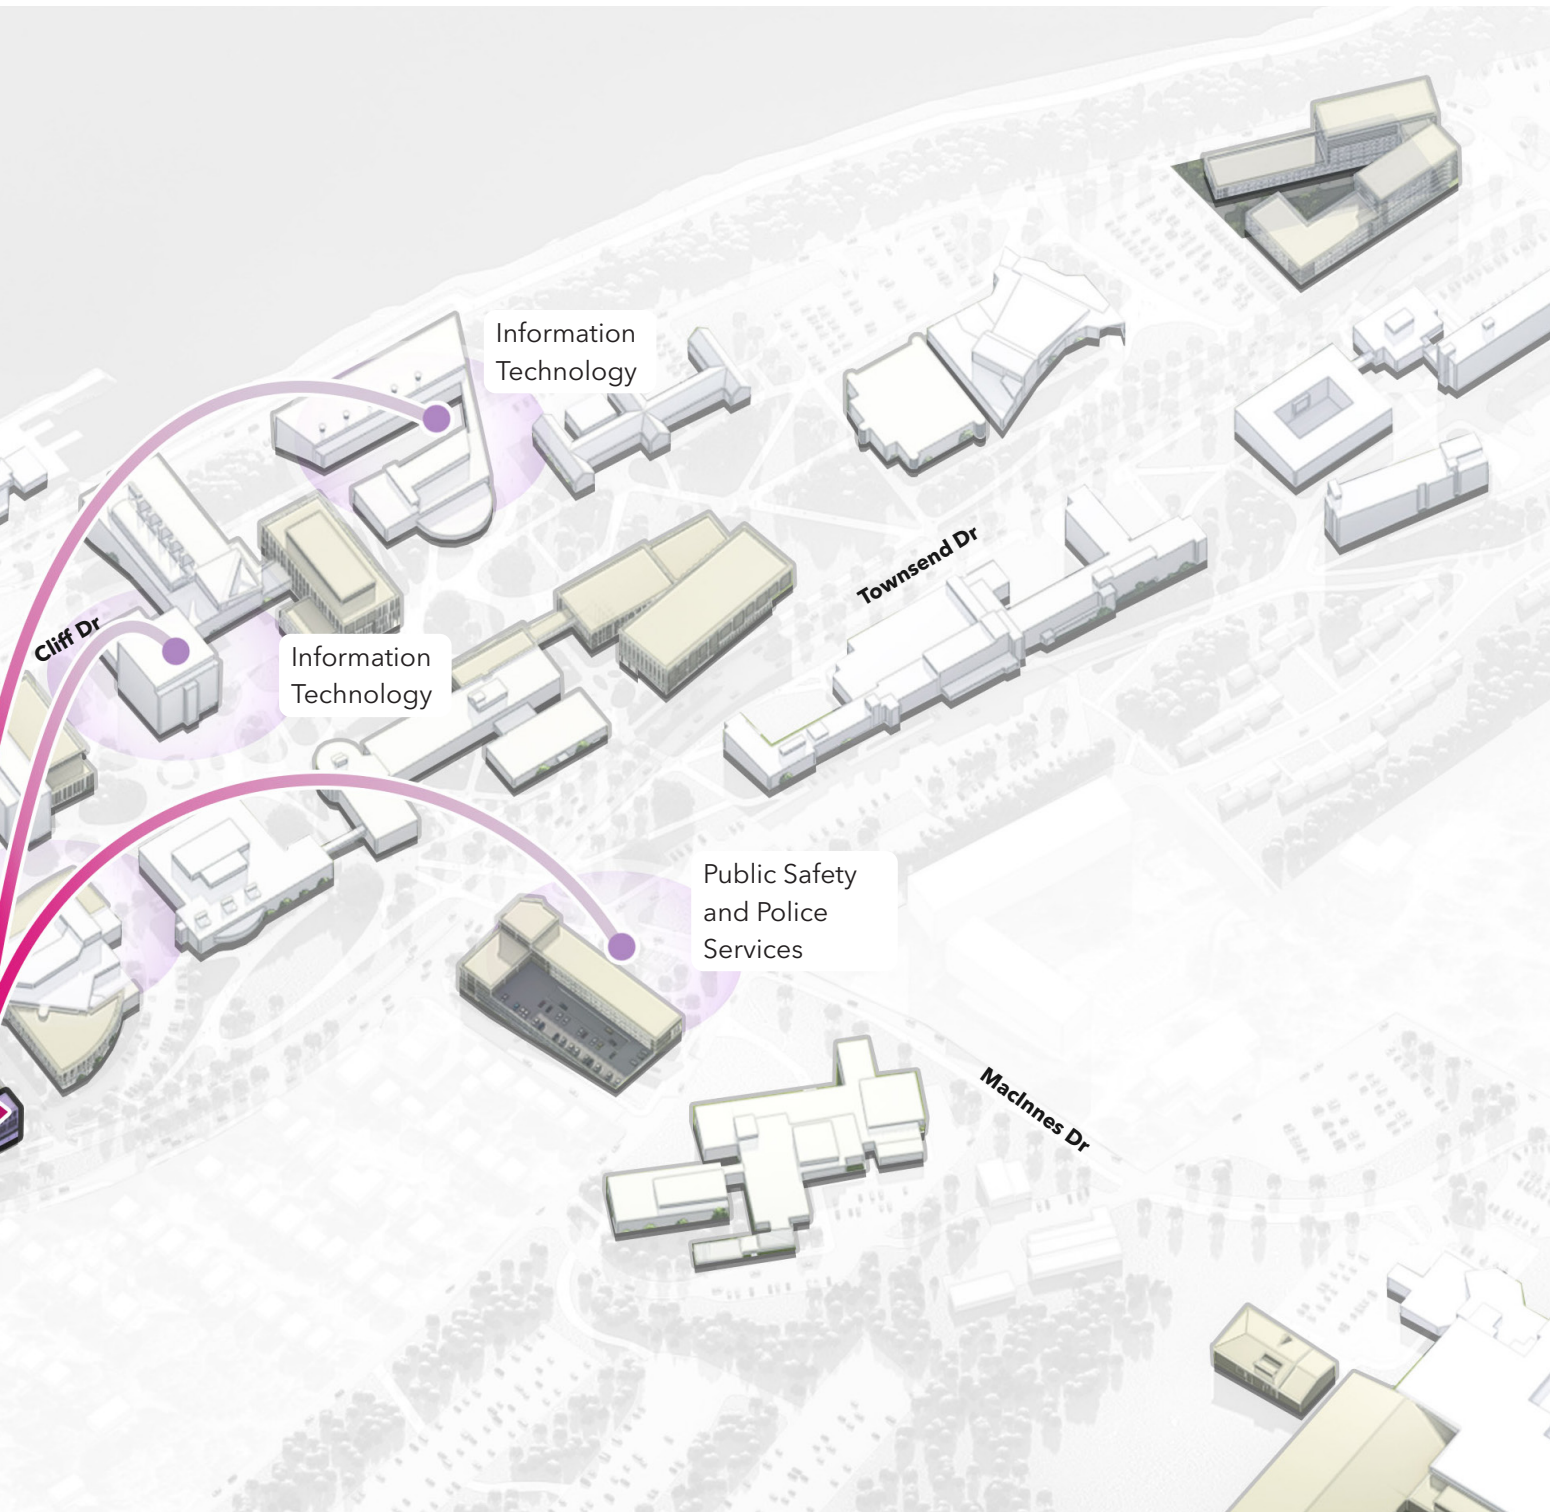 Information
Technology
Townsend Dr
Cliff Dr
Information
Technology
Public Safety
and Police
Services
MacInnes Dr